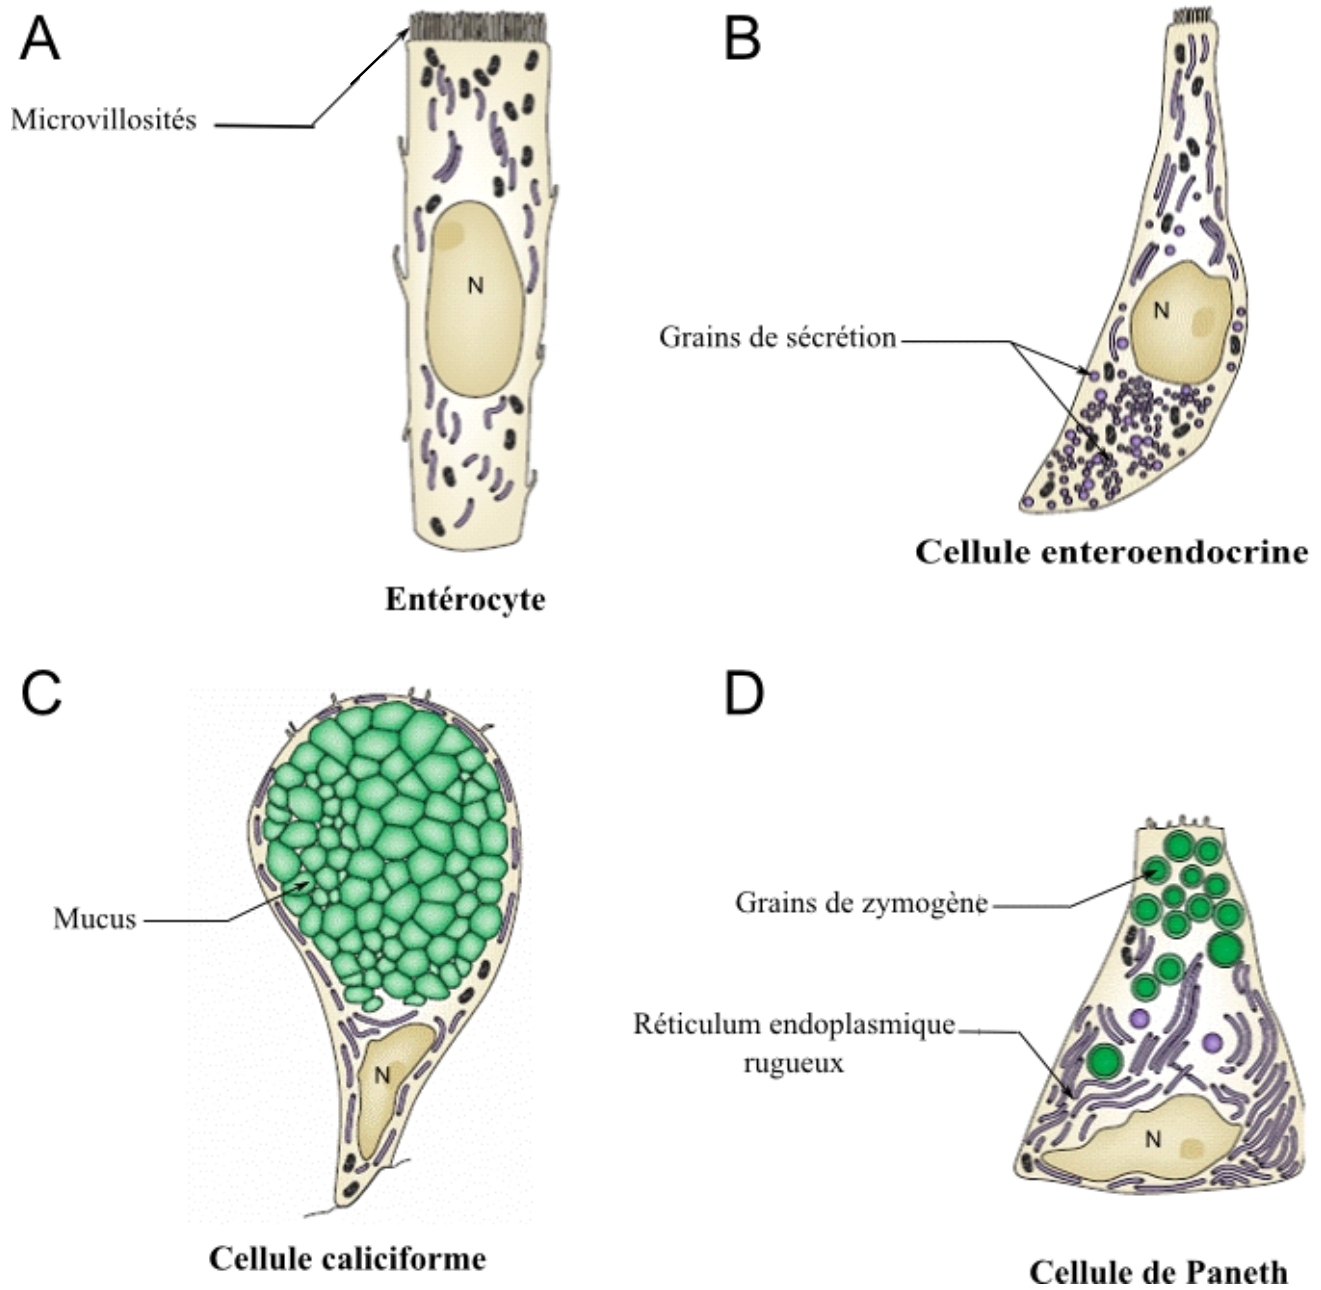 A
Microvillosités
N
Entérocyte
B
N
Grains de sécrétion
Cellule enteroendocrine
C
Mucus
N
Cellule caliciforme
D
Grains de zymogène
Réticulum endoplasmique
rugueux
N
Cellule de Paneth